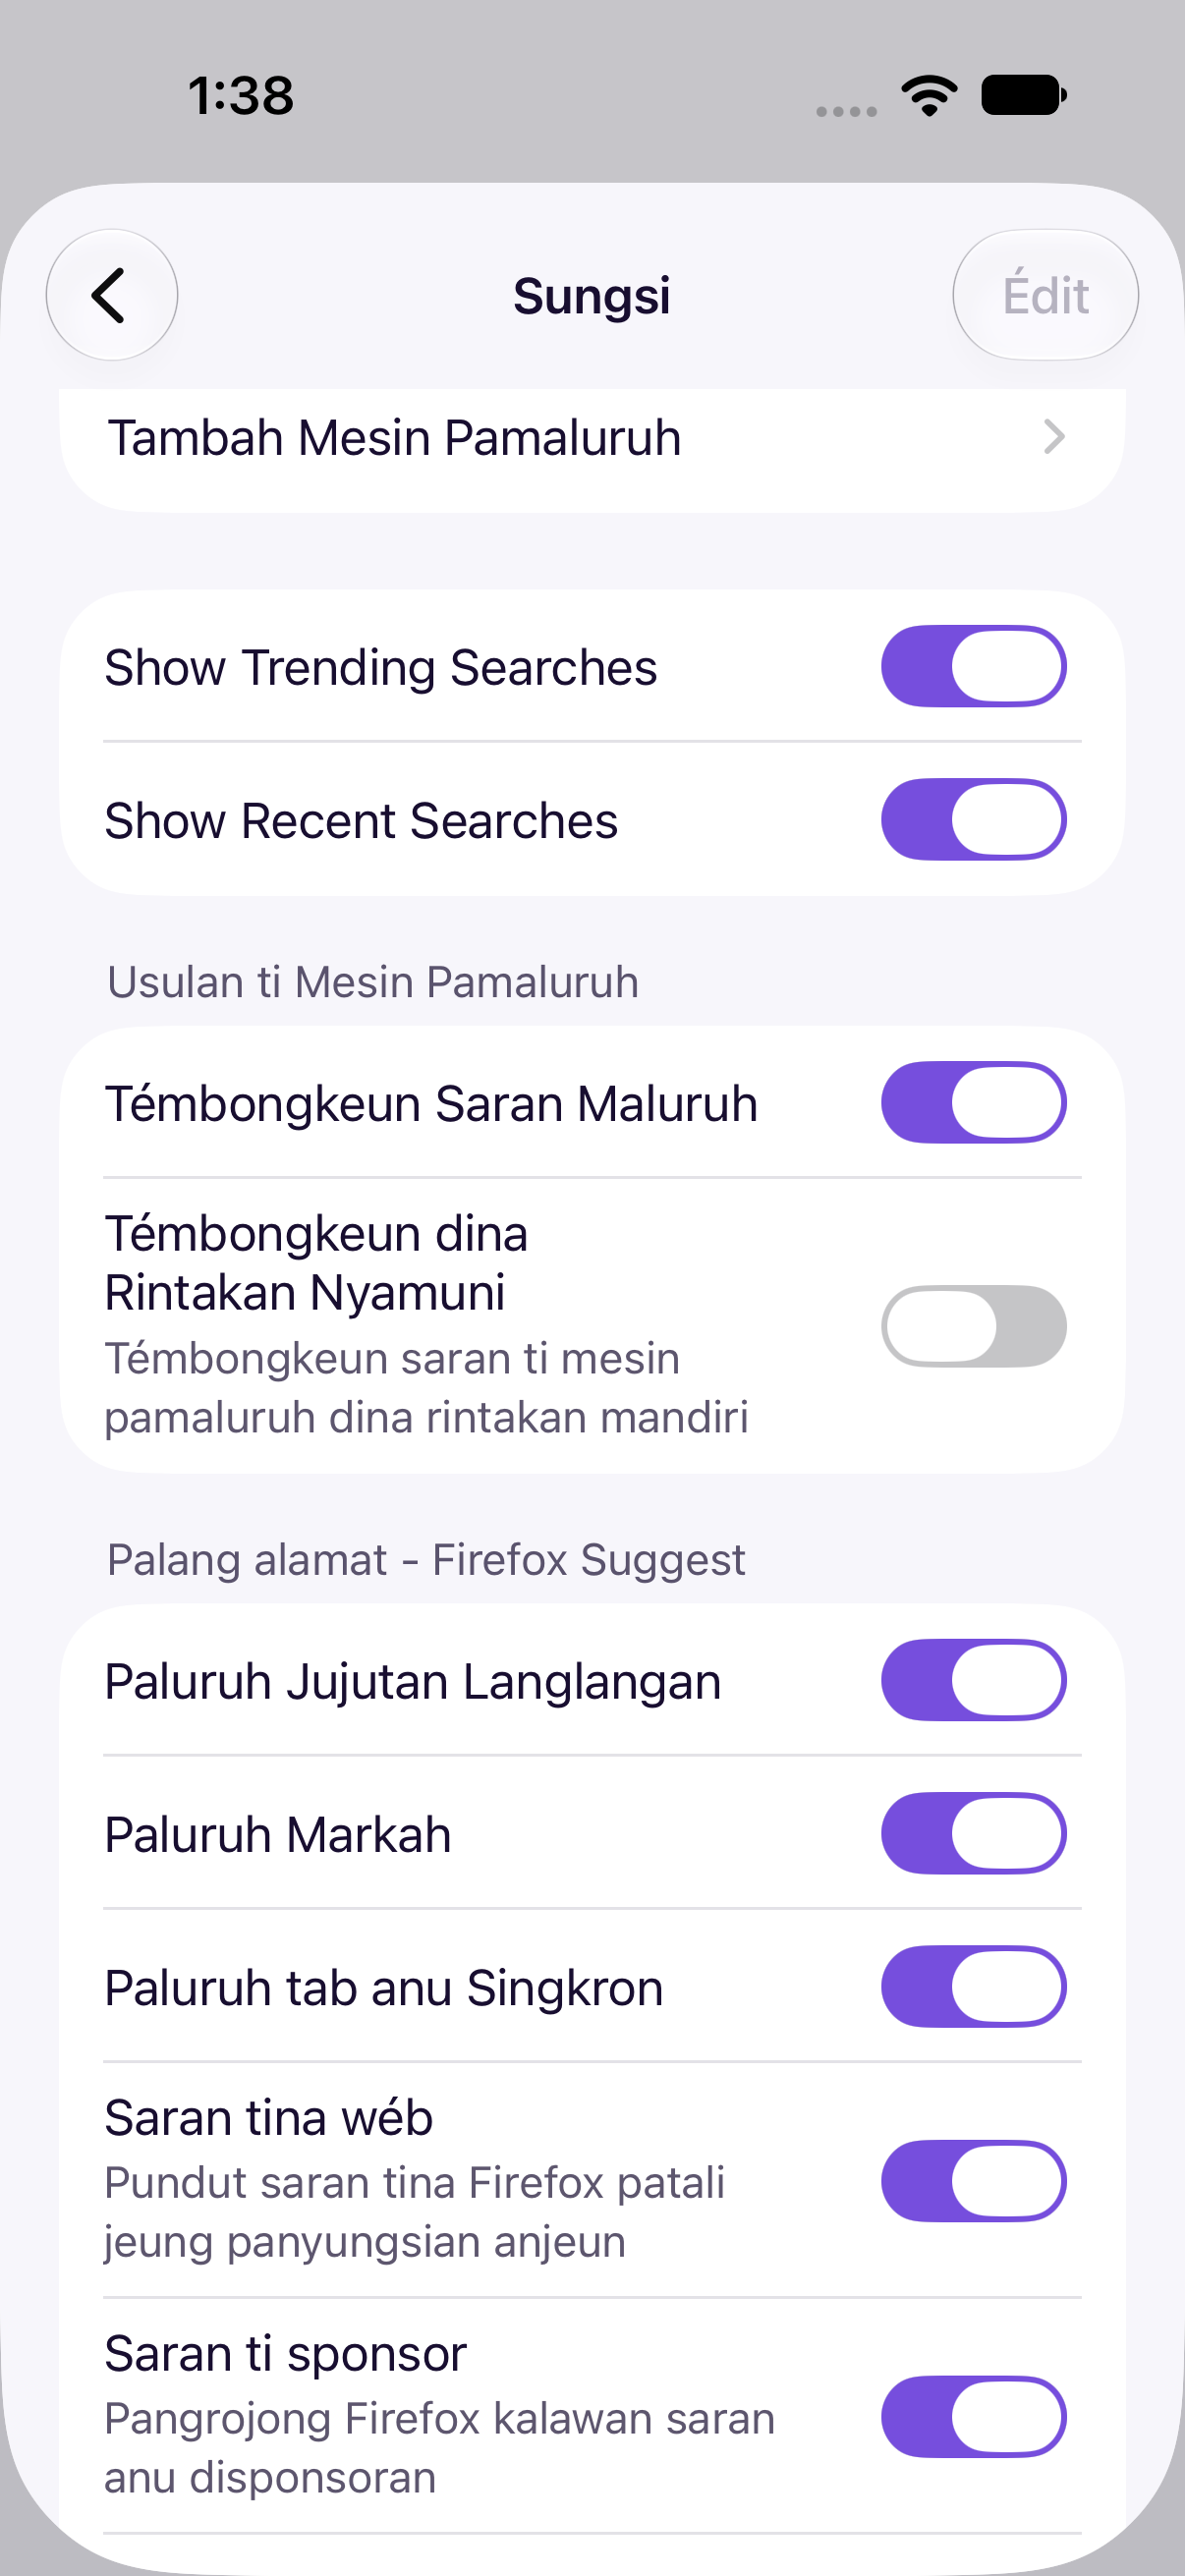 1:38
Sungsi
Édit
Tambah Mesin Pamaluruh
Show Trending Searches
Show Recent Searches
Usulan ti Mesin Pamaluruh
Témbongkeun Saran Maluruh
Témbongkeun dina
Rintakan Nyamuni
Témbongkeun saran ti mesin
pamaluruh dina rintakan mandiri
Palang alamat - Firefox Suggest
Paluruh Jujutan Langlangan
Paluruh Markah
Paluruh tab anu Singkron
Saran tina wéb
Pundut saran tina Firefox patali
jeung panyungsian anjeun
Saran ti sponsor
Pangrojong Firefox kalawan saran
anu disponsoran